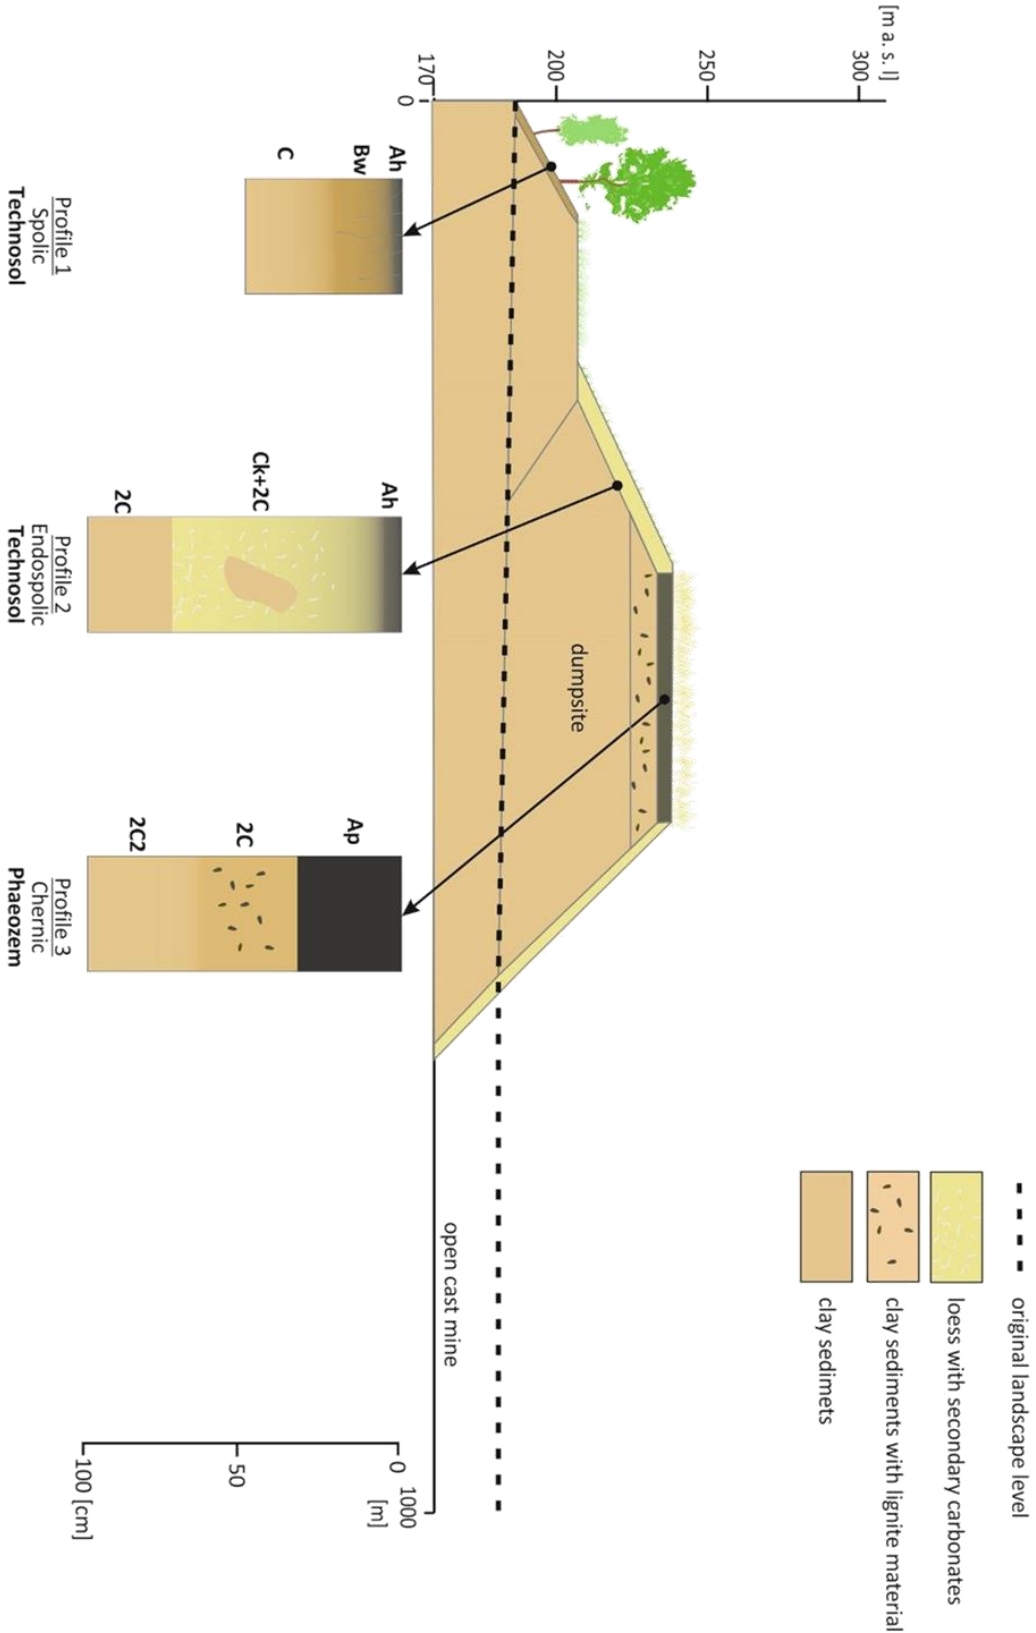 [m a. s. l]
300
250
200
170
0
dumpsite
open cast mine
1000
[m]
original landscape level
loess with secondary carbonates
clay sediments with lignite material
clay sedimets
Ah
Bw
C
Profile 1
Spolic
Technosol
Ah
Ck+2C
2C
Profile 2
Endospolic
Technosol
Ap
2C
2C2
Profile 3
Chernic
Phaeozem
0
50
100 [cm]